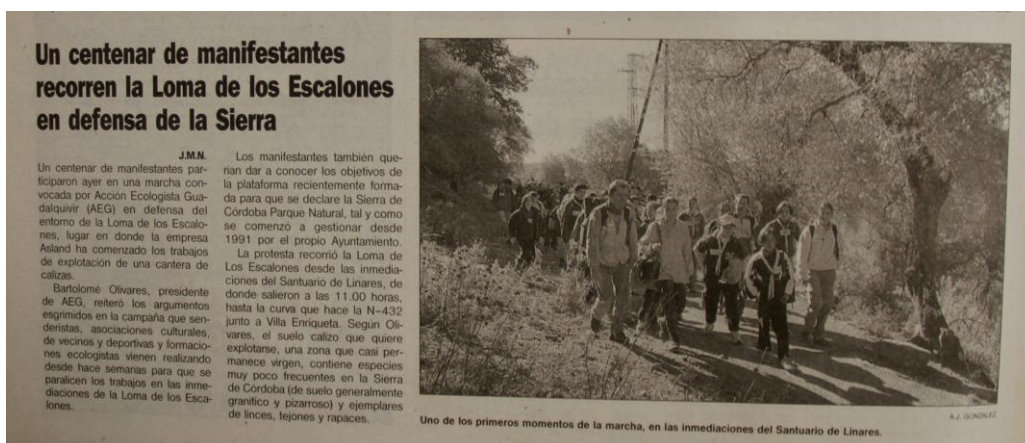 Un centenar de manifestantes
recorren la Loma de los Escalones
en defensa de la Sierra
J.M.N.
Un centenar de manifestantes par-
ticiparon ayer en una marcha con-
vocada por Acción Ecologista Gua-
dalquivir (AEG) en defensa del
entorno de la Loma de los Escalo-
nes, lugar en donde la empresa
Asland ha comenzado los trabajos
de explotación de una cantera de
calizas.
Bartolomé Olivares, presidente
de AEG, reiteró los argumentos
esgrimidos en la campaña que sen-
deristas, asociaciones culturales,
de vecinos y deportivas y formacio-
nes ecologistas vienen realizando
desde hace semanas para que se
paralicen los trabajos en las inme-
diaciones de la Loma de los Esca-
lones.
Los manifestantes también que-
rían dar a conocer los objetivos de
la plataforma recientemente forma-
da para que se declare la Sierra de
Córdoba Parque Natural, tal y como
se comenzó a gestionar desde
1991 por el propio Ayuntamiento.
La protesta recorrió la Loma de
Los Escalones desde las inmedia-
ciones del Santuario de Linares, de
donde salieron a las 11.00 horas,
hasta la curva que hace la N-432
junto a Villa Enriqueta. Según Oli-
vares, el suelo calizo que quiere
explotarse, una zona que casi per-
manece virgen, contiene especies
muy poco frecuentes en la Sierra
de Córdoba (de suelo generalmente
granítico y pizarroso) y ejemplares
de linces, tejones y rapaces.
A.J. GONZALEZ
Uno de los primeros momentos de la marcha, en las inmediaciones del Santuario de Linares.